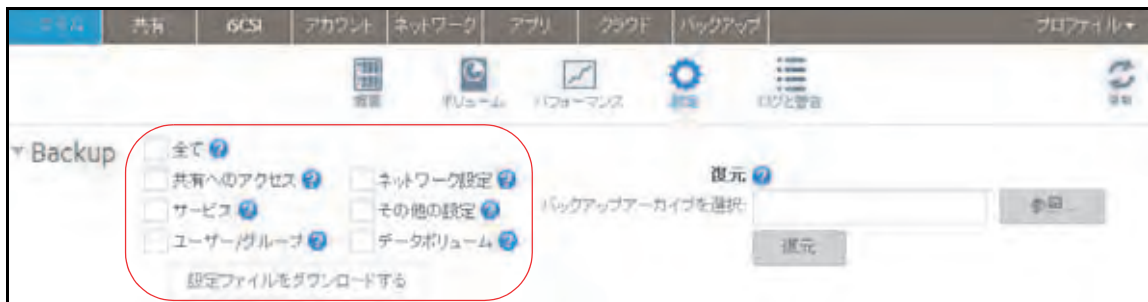 システム 共有 iSCSI アカウント ネットワーク アプリ クラウド バックアップ プロファイル
概要 ボリューム パフォーマンス 設定 ログと警告 更新
Backup
全て
共有へのアクセス ネットワーク設定
サービス その他の設定
ユーザー/グループ データボリューム
設定ファイルをダウンロードする
復元
バックアップアーカイブを選択:
参照...
復元